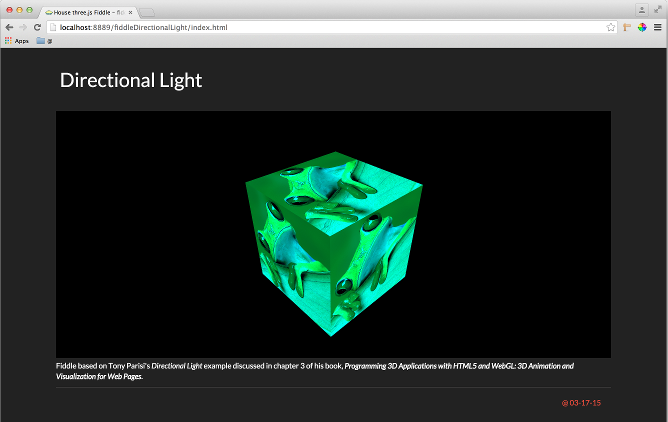 House three.js Fiddle – fid
localhost:8889/fiddleDirectionalLight/index.html
Apps @
Directional Light
Fiddle based on Tony Parisi's Directional Light example discussed in chapter 3 of his book, Programming 3D Applications with HTML5 and WebGL: 3D Animation and
Visualization for Web Pages.
@ 03-17-15